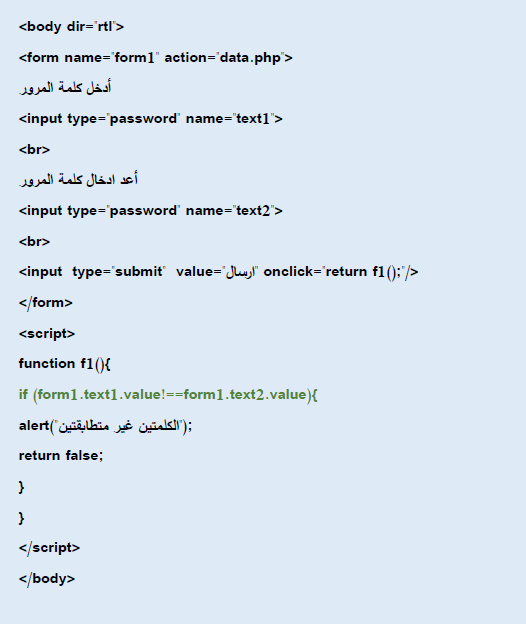 <body dir="rtl">
<form name="form1" action="data.php">
أدخل كلمة المرور
<input type="password" name="text1">
<br>
أعد ادخال كلمة المرور
<input type="password" name="text2">
<br>
<input  type="submit"  value="ارسال" onclick="return f1();"/>
</form>
<script>
function f1(){
if (form1.text1.value!==form1.text2.value){
alert("الكلمتين غير متطابقتين");
return false;
}
}
</script>
</body>